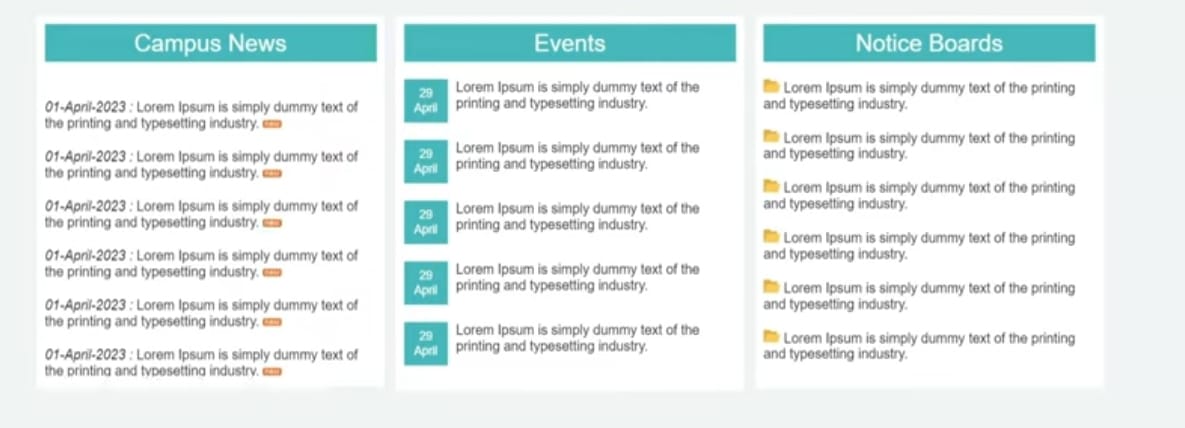 Campus News
01-April-2023 : Lorem Ipsum is simply dummy text of
the printing and typesetting industry.
01-April-2023 : Lorem Ipsum is simply dummy text of
the printing and typesetting industry.
01-April-2023 : Lorem Ipsum is simply dummy text of
the printing and typesetting industry.
01-April-2023 : Lorem Ipsum is simply dummy text of
the printing and typesetting industry.
01-April-2023 : Lorem Ipsum is simply dummy text of
the printing and typesetting industry.
01-April-2023 : Lorem Ipsum is simply dummy text of
the printing and typesetting industry.
Events
29
April
Lorem Ipsum is simply dummy text of the
printing and typesetting industry.
29
April
Lorem Ipsum is simply dummy text of the
printing and typesetting industry.
29
April
Lorem Ipsum is simply dummy text of the
printing and typesetting industry.
29
April
Lorem Ipsum is simply dummy text of the
printing and typesetting industry.
29
April
Lorem Ipsum is simply dummy text of the
printing and typesetting industry.
Notice Boards
Lorem Ipsum is simply dummy text of the printing
and typesetting industry.
Lorem Ipsum is simply dummy text of the printing
and typesetting industry.
Lorem Ipsum is simply dummy text of the printing
and typesetting industry.
Lorem Ipsum is simply dummy text of the printing
and typesetting industry.
Lorem Ipsum is simply dummy text of the printing
and typesetting industry.
Lorem Ipsum is simply dummy text of the printing
and typesetting industry.